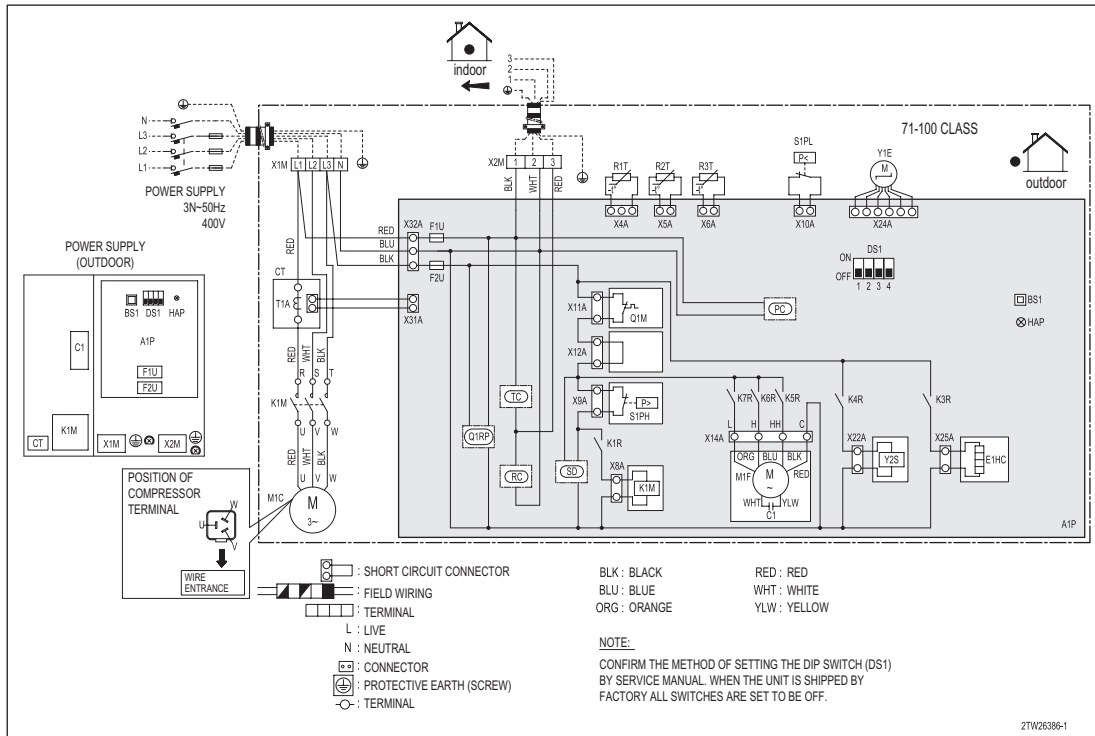 indoor
3
2
1
71-100 CLASS
outdoor
N
L3
L2
L1
POWER SUPPLY
3N~50Hz
400V
X1M L1 L2 L3 N
X2M 1 2 3
BLK
WHT
RED
R1T
R2T
R3T
X4A
X5A
X6A
S1PL
P<
X10A
Y1E
M
X24A
RED
BLU
BLK
X32A
F1U
F2U
DS1
ON
OFF
1 2 3 4
BS1
HAP
RED
CT
T1A
X31A
X11A
Q1M
X12A
PC
X9A
P>
S1PH
POWER SUPPLY
(OUTDOOR)
BS1 DS1 HAP
A1P
C1
F1U
F2U
K1M
CT
X1M
X2M
RED
WHT
BLK
R S T
K1M
U V W
RED
WHT
BLK
M1C
M
3~
Q1RP
TC
RC
SD
K1R
X8A
K1M
K7R
K6R
K5R
L H HH C
X14A
ORG BLU BLK
RED
M1F
M
~
WHT
YLW
C1
K4R
X22A
Y2S
K3R
X25A
E1HC
A1P
POSITION OF
COMPRESSOR
TERMINAL
W
U
V
WIRE
ENTRANCE
: SHORT CIRCUIT CONNECTOR
: FIELD WIRING
: TERMINAL
L : LIVE
N : NEUTRAL
: CONNECTOR
: PROTECTIVE EARTH (SCREW)
: TERMINAL
BLK : BLACK
BLU : BLUE
ORG : ORANGE
RED : RED
WHT : WHITE
YLW : YELLOW
NOTE:
CONFIRM THE METHOD OF SETTING THE DIP SWITCH (DS1)
BY SERVICE MANUAL. WHEN THE UNIT IS SHIPPED BY
FACTORY ALL SWITCHES ARE SET TO BE OFF.
2TW26386-1